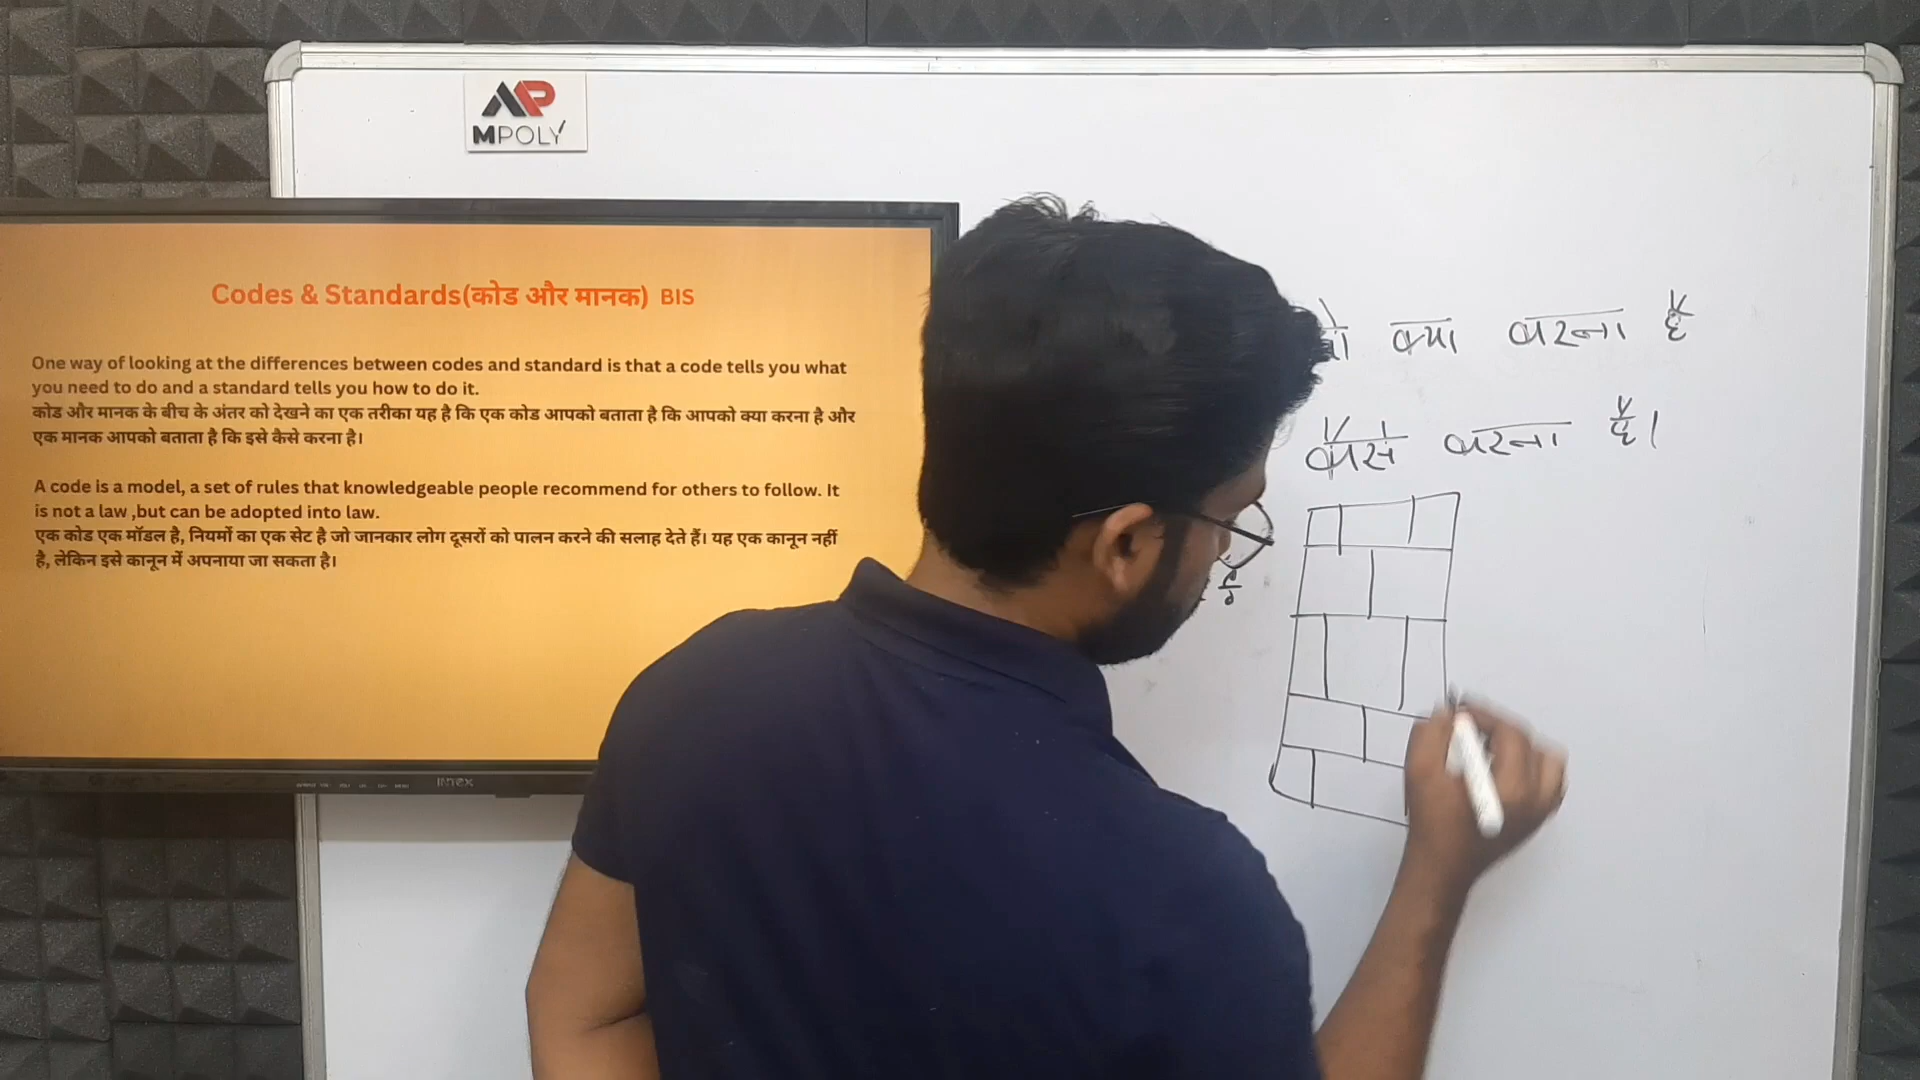 AP
MPOLY
Codes & Standards(कोड और मानक) BIS
One way of looking at the differences between codes and standard is that a code tells you what
you need to do and a standard tells you how to do it.
कोड और मानक के बीच के अंतर को देखने का एक तरीका यह है कि एक कोड आपको बताता है कि आपको क्या करना है और
एक मानक आपको बताता है कि इसे कैसे करना है।
A code is a model, a set of rules that knowledgeable people recommend for others to follow. It
is not a law ,but can be adopted into law.
एक कोड एक मॉडल है, नियमों का एक सेट है जो जानकार लोग दूसरों को पालन करने की सलाह देते हैं। यह एक कानून नहीं
है, लेकिन इसे कानून में अपनाया जा सकता है।
INTEX
क्या करना है
कैसे करना है।